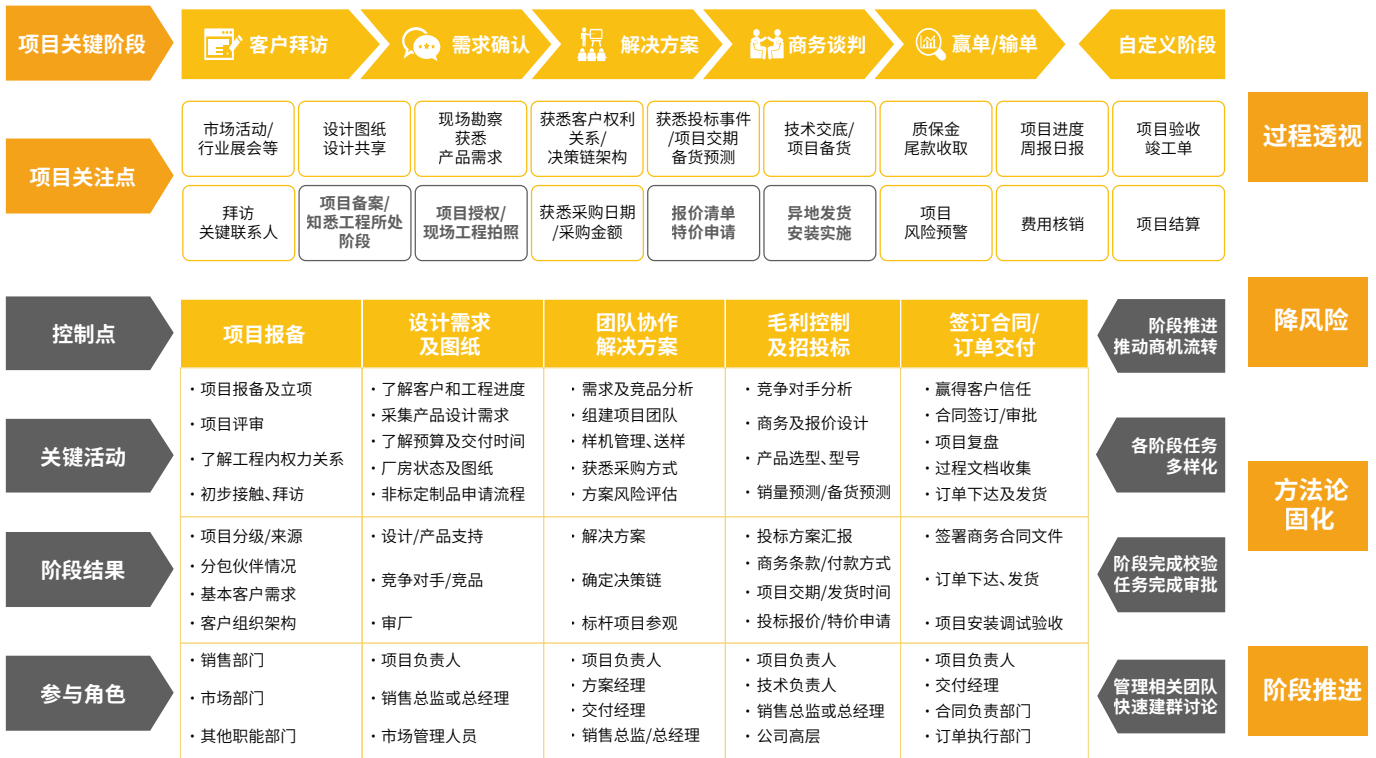 项目关键阶段
客户拜访
需求确认
解决方案
商务谈判
赢单/输单
自定义阶段
项目关注点
市场活动/
行业展会等
设计图纸
设计共享
现场勘察
获悉
产品需求
获悉客户权利
关系/
决策链架构
获悉投标事件
/项目交期
备货预测
技术交底/
项目备货
质保金
尾款收取
项目进度
周报日报
项目验收
竣工单
拜访
关键联系人
项目备案/
知悉工程所处
阶段
项目授权/
现场工程拍照
获悉采购日期
/采购金额
报价清单
特价申请
异地发货
安装实施
项目
风险预警
费用核销
项目结算
过程透视
降风险
方法论
固化
阶段推进
控制点
项目报备
设计需求
及图纸
团队协作
解决方案
毛利控制
及招投标
签订合同/
订单交付
阶段推进
推动商机流转
关键活动
・项目报备及立项
・项目评审
・了解工程内权力关系
・初步接触、拜访
・了解客户和工程进度
・采集产品设计需求
・了解预算及交付时间
・厂房状态及图纸
・非标定制品申请流程
・需求及竞品分析
・组建项目团队
・样机管理、送样
・获悉采购方式
・方案风险评估
・竞争对手分析
・商务及报价设计
・产品选型、型号
・销量预测/备货预测
・赢得客户信任
・合同签订/审批
・项目复盘
・过程文档收集
・订单下达及发货
各阶段任务
多样化
阶段结果
・项目分级/来源
・分包伙伴情况
・基本客户需求
・客户组织架构
・设计/产品支持
・竞争对手/竞品
・审厂
・解决方案
・确定决策链
・标杆项目参观
・投标方案汇报
・商务条款/付款方式
・项目交期/发货时间
・投标报价/特价申请
・签署商务合同文件
・订单下达、发货
・项目安装调试验收
阶段完成校验
任务完成审批
参与角色
・销售部门
・市场部门
・其他职能部门
・项目负责人
・销售总监或总经理
・市场管理人员
・项目负责人
・方案经理
・交付经理
・销售总监/总经理
・项目负责人
・技术负责人
・销售总监或总经理
・公司高层
・项目负责人
・交付经理
・合同负责部门
・订单执行部门
管理相关团队
快速建群讨论